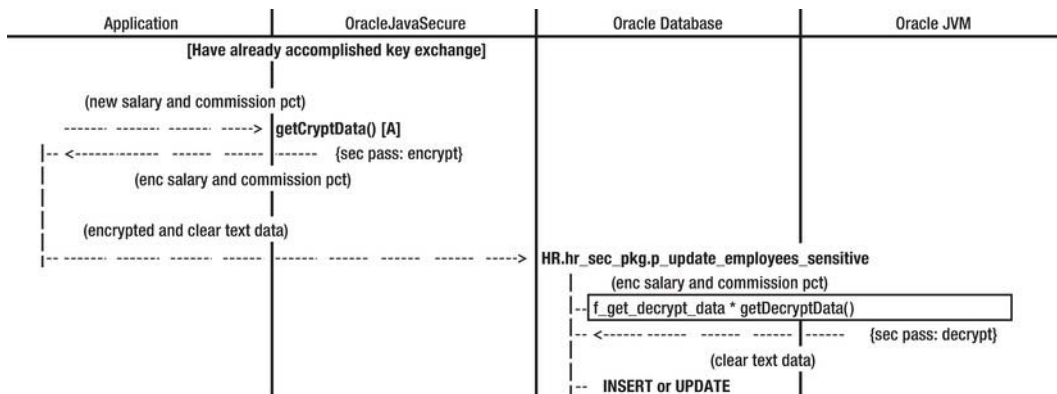 Application OracleJavaSecure Oracle Database Oracle JVM
[Have already accomplished key exchange]
(new salary and commission pct)
getCryptData() [A]
{sec pass: encrypt}
(enc salary and commission pct)
(encrypted and clear text data)
HR.hr_sec_pkg.p_update_employees_sensitive
(enc salary and commission pct)
f_get_decrypt_data * getDecryptData()
{sec pass: decrypt}
(clear text data)
INSERT or UPDATE